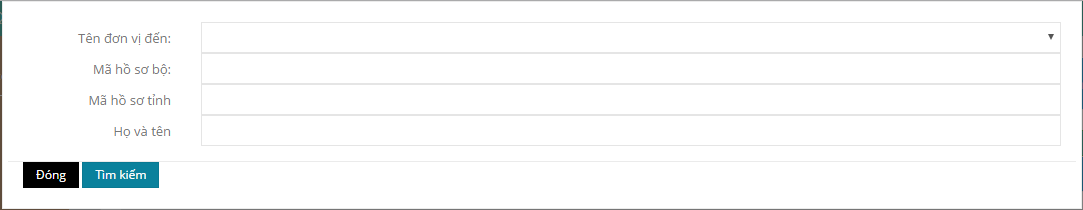 Tên đơn vị đến:
Mã hồ sơ bộ:
Mã hồ sơ tỉnh
Họ và tên
Đóng Tìm kiếm